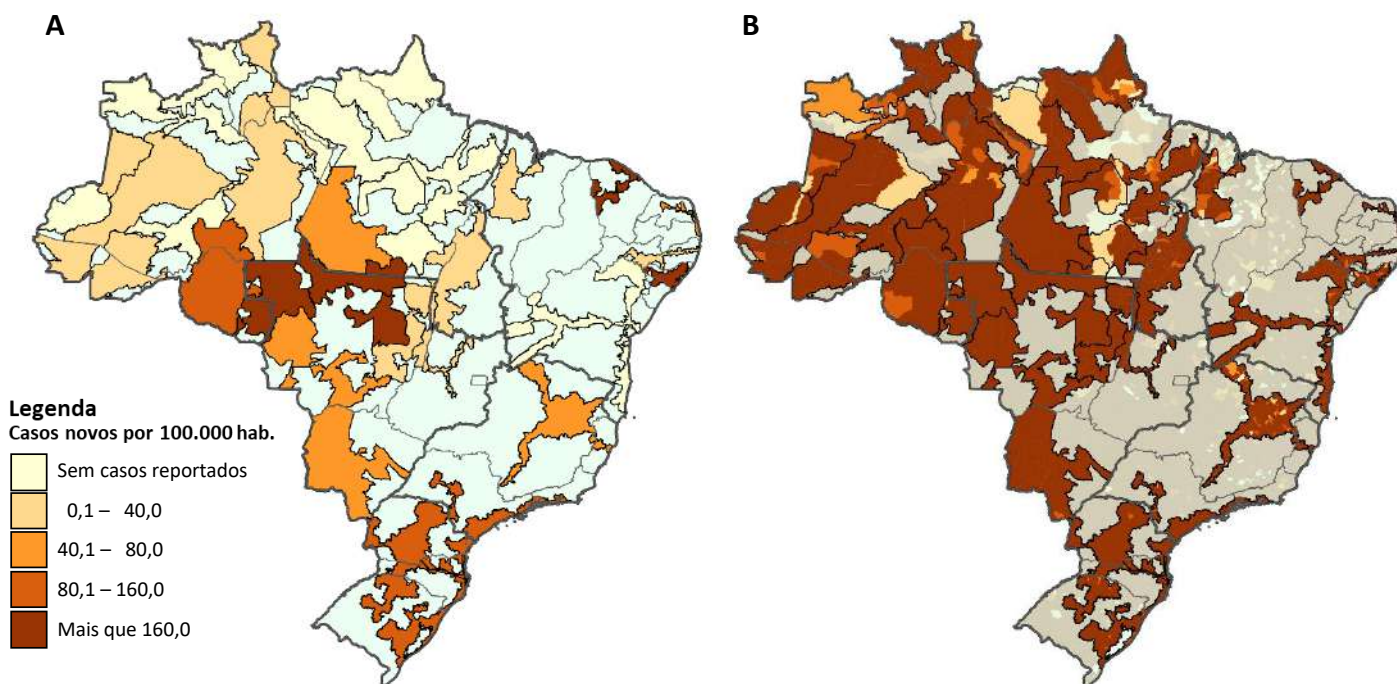 A
B
Legenda
Casos novos por 100.000 hab.
Sem casos reportados
0,1 – 40,0
40,1 – 80,0
80,1 – 160,0
Mais que 160,0